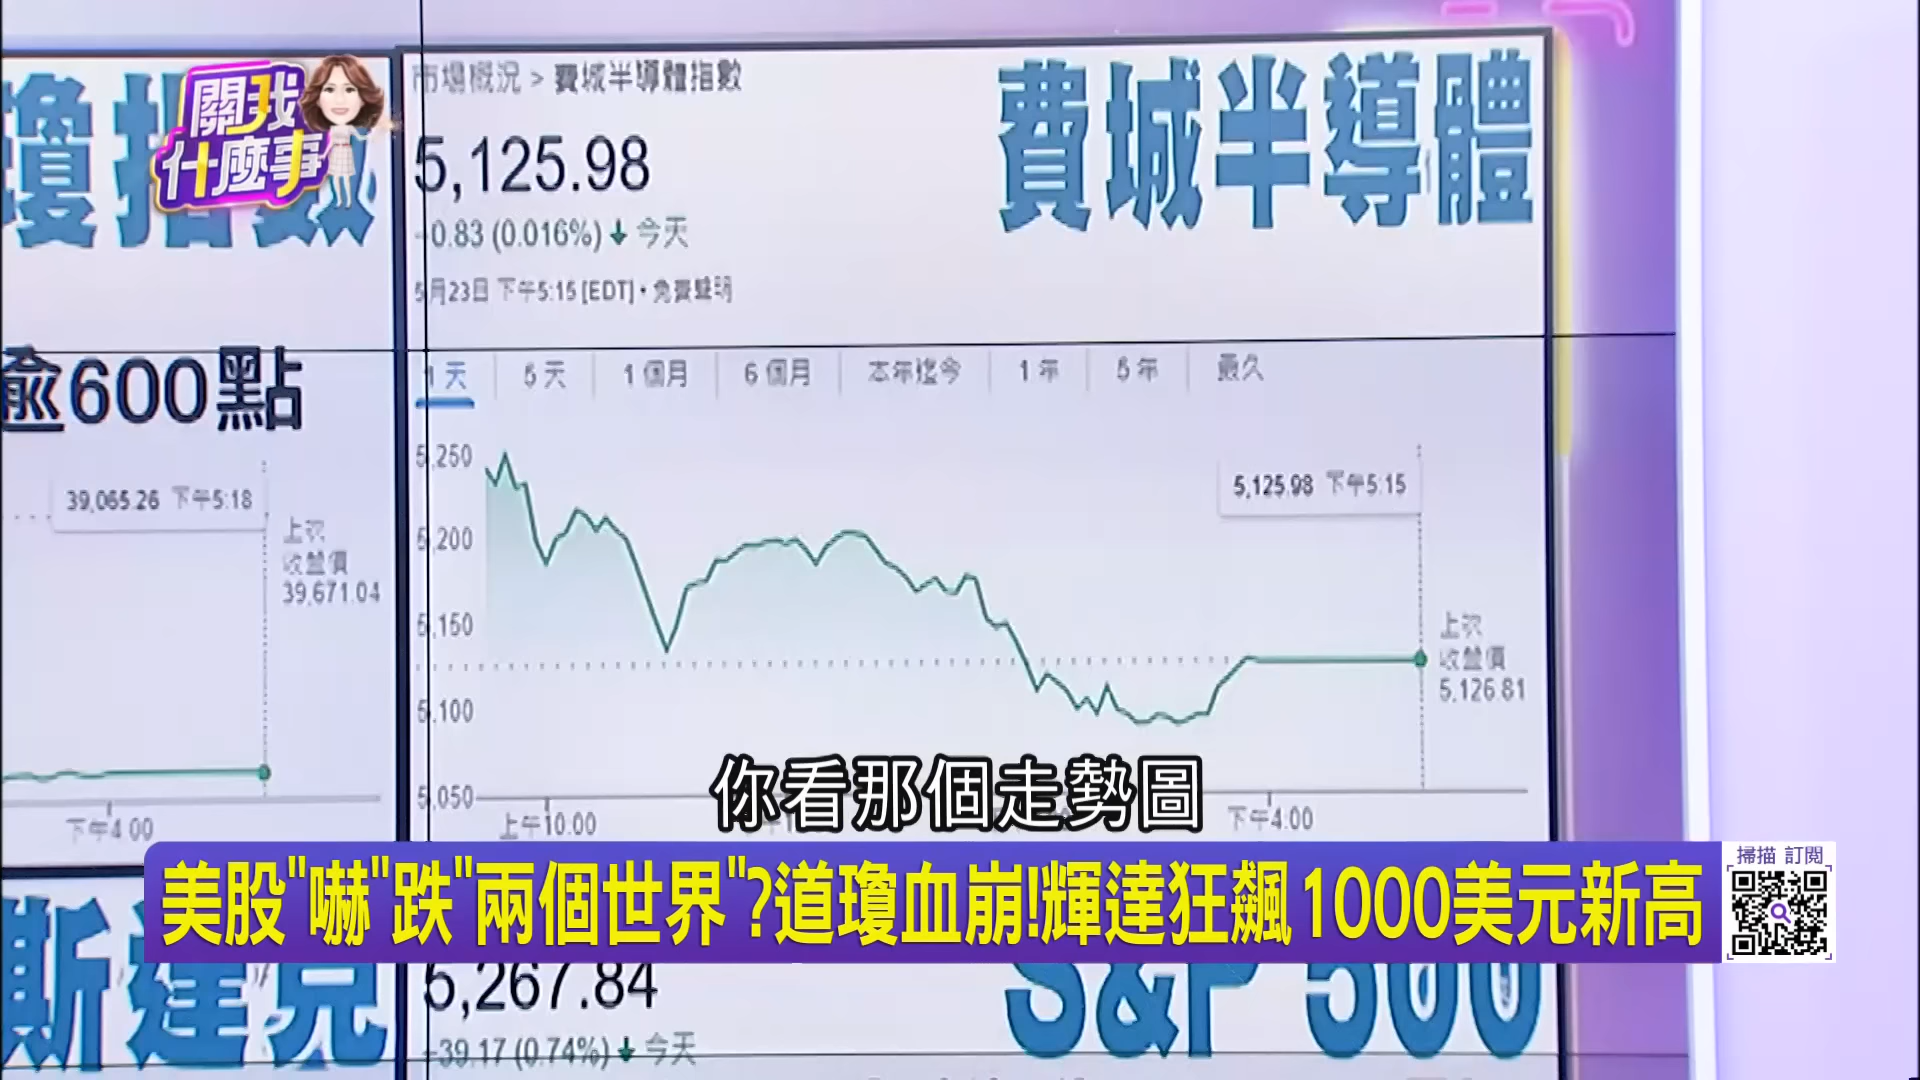 關我
什麼事
瓊指數
市場概況 > 費城半導體指數
費城半導體
5,125.98
-0.83 (0.016%) ↓ 今天
5月23日 下午5:15 [EDT] • 免責聲明
逾600點
1天 5天 1個月 6個月 本年迄今 1年 5年 最久
5,250
5,200
5,150
5,100
5,050
5,125.98 下午5:15
上次
收盤價
5,126.81
上午10:00
下午4:00
39,065.26 下午5:18
上次
收盤價
39,671.04
下午4:00
你看那個走勢圖
美股"嚇"跌"兩個世界"?道瓊血崩!輝達狂飆1000美元新高
掃描 訂閱
斯達克
5,267.84
-39.17 (0.74%) ↓ 今天
S&P 500